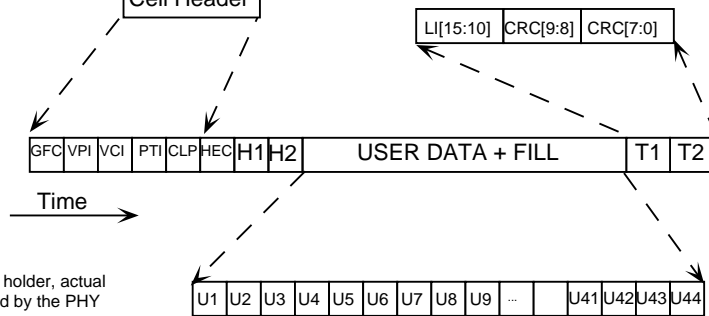 Cell Header
LI[15:10] CRC[9:8] CRC[7:0]
GFC VPI VCI PTI CLP HEC H1 H2 USER DATA + FILL T1 T2
Time
holder, actual
d by the PHY
U1 U2 U3 U4 U5 U6 U7 U8 U9 ... U41 U42 U43 U44